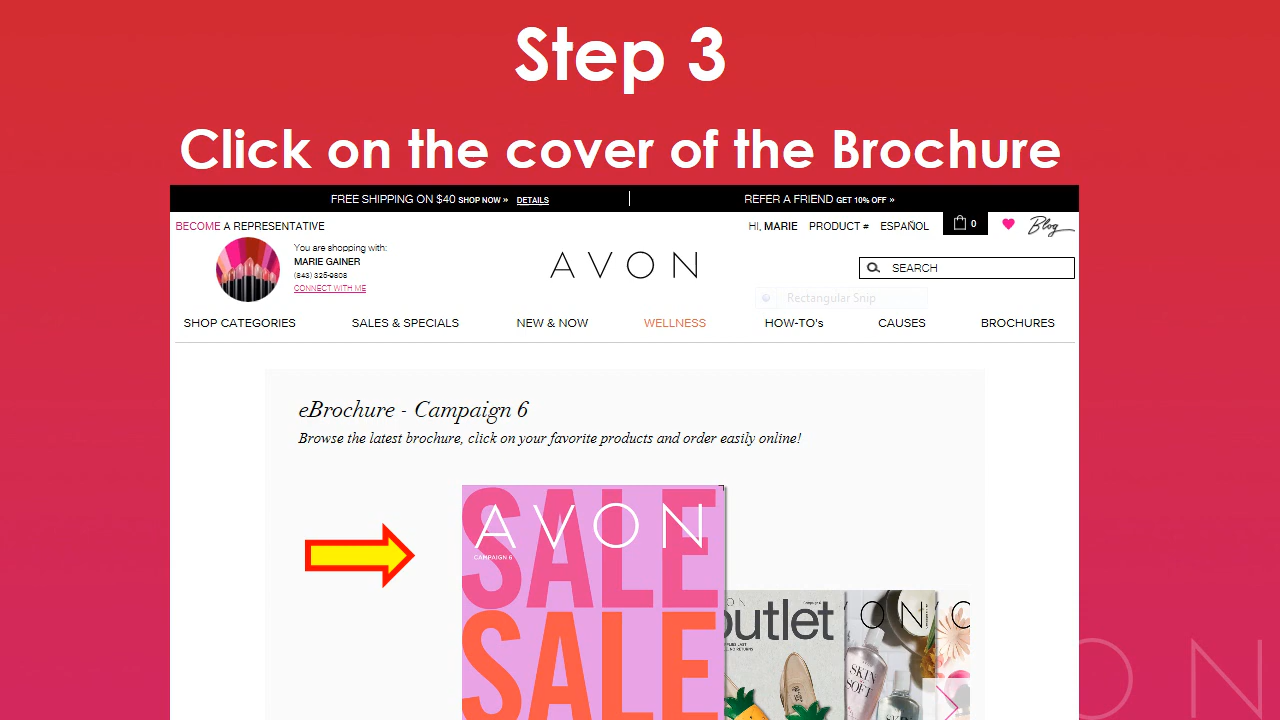 Step 3
Click on the cover of the Brochure
FREE SHIPPING ON $40 SHOP NOW » DETAILS
REFER A FRIEND GET 10% OFF »
BECOME A REPRESENTATIVE
HI, MARIE PRODUCT # ESPAÑOL 0 Blog
You are shopping with:
MARIE GAINER
(843) 325-9808
CONNECT WITH ME
AVON
SEARCH
Rectangular Snip
SHOP CATEGORIES SALES & SPECIALS NEW & NOW WELLNESS HOW-TO's CAUSES BROCHURES
eBrochure - Campaign 6
Browse the latest brochure, click on your favorite products and order easily online!
SALE
AVON
CAMPAIGN 6
SALE
outlet
AVON
SKIN
SO
SOFT
ON